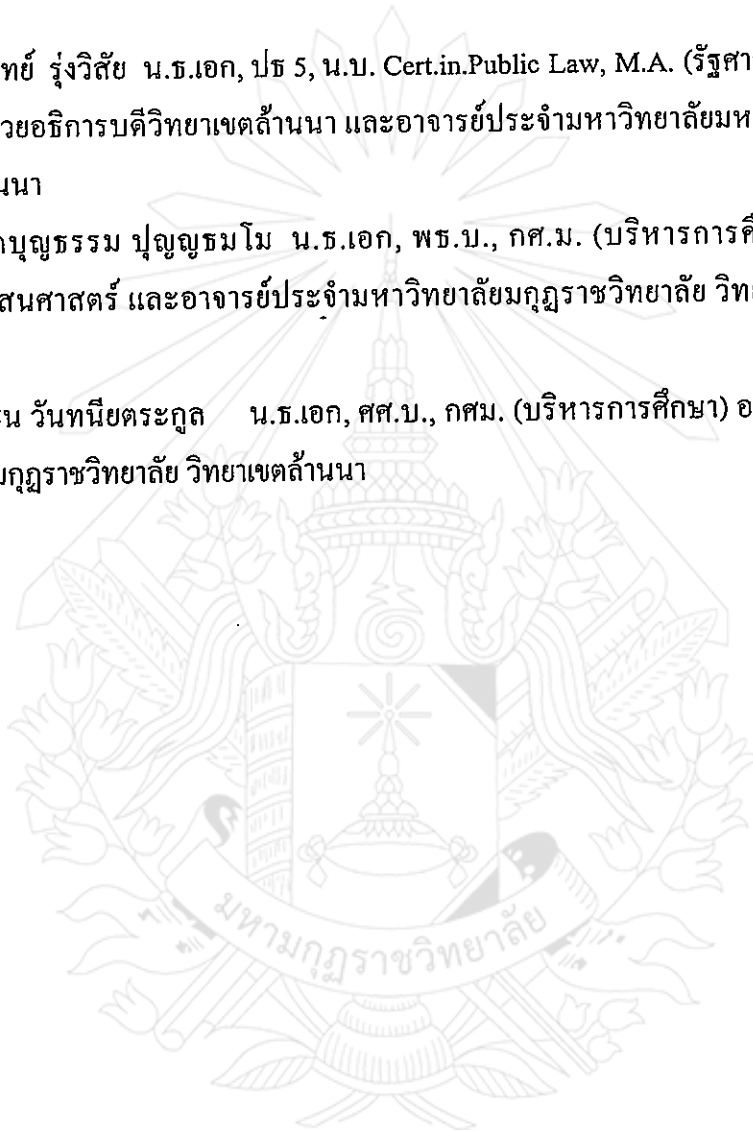 ทย์ รุ่งวิสัย น.ธ.เอก, ปธ 5, น.บ. Cert.in.Public Law, M.A. (รัฐศา
วยอธิการบดีวิทยาเขตล้านนา และอาจารย์ประจำมหาวิทยาลัยมห
นนา
บุญธรรม ปุญฺญธมฺโม น.ธ.เอก, พธ.บ., กศ.ม. (บริหารการศึ
สนศาสตร์ และอาจารย์ประจำมหาวิทยาลัยมกุฏราชวิทยาลัย วิท
น วันทนียตระกูล น.ธ.เอก, ศศ.บ., กศม. (บริหารการศึกษา) อ
มกุฏราชวิทยาลัย วิทยาเขตล้านนา
มหามกุฏราชวิทยาลัย